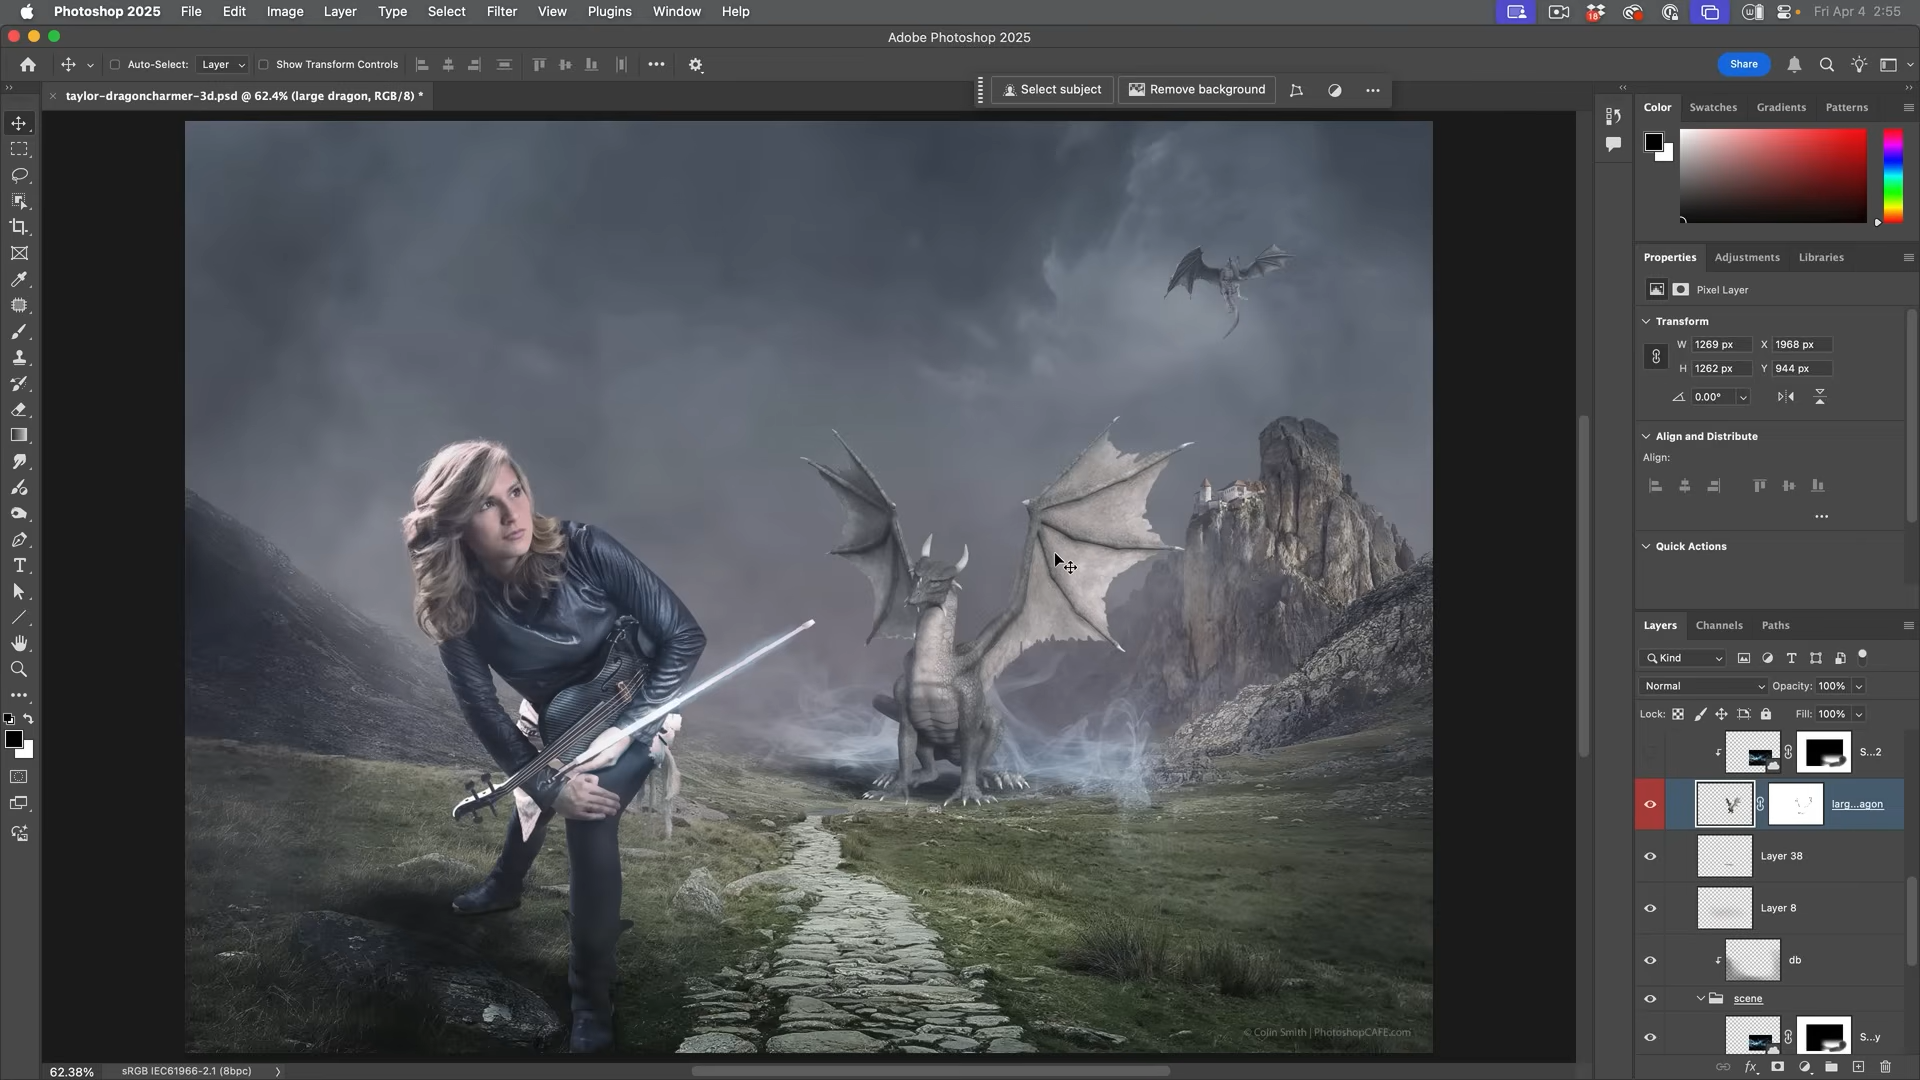 Photoshop 2025 File Edit Image Layer Type Select Filter View Plugins Window Help
18
Fri Apr 4 2:55
Adobe Photoshop 2025
Auto-Select: Layer
Show Transform Controls
Share
taylor-dragoncharmer-3d.psd @ 62.4% (large dragon, RGB/8) *
Select subject
Remove background
Color Swatches Gradients Patterns
Properties Adjustments Libraries
Pixel Layer
Transform
W 1269 px X 1968 px
H 1262 px Y 944 px
0.00°
Align and Distribute
Align:
Quick Actions
Layers Channels Paths
Kind
Normal Opacity: 100%
Lock: Fill: 100%
S...2
larg...agon
Layer 38
Layer 8
db
scene
S...y
© Colin Smith | PhotoshopCAFE.com
62.38% sRGB IEC61966-2.1 (8bpc)